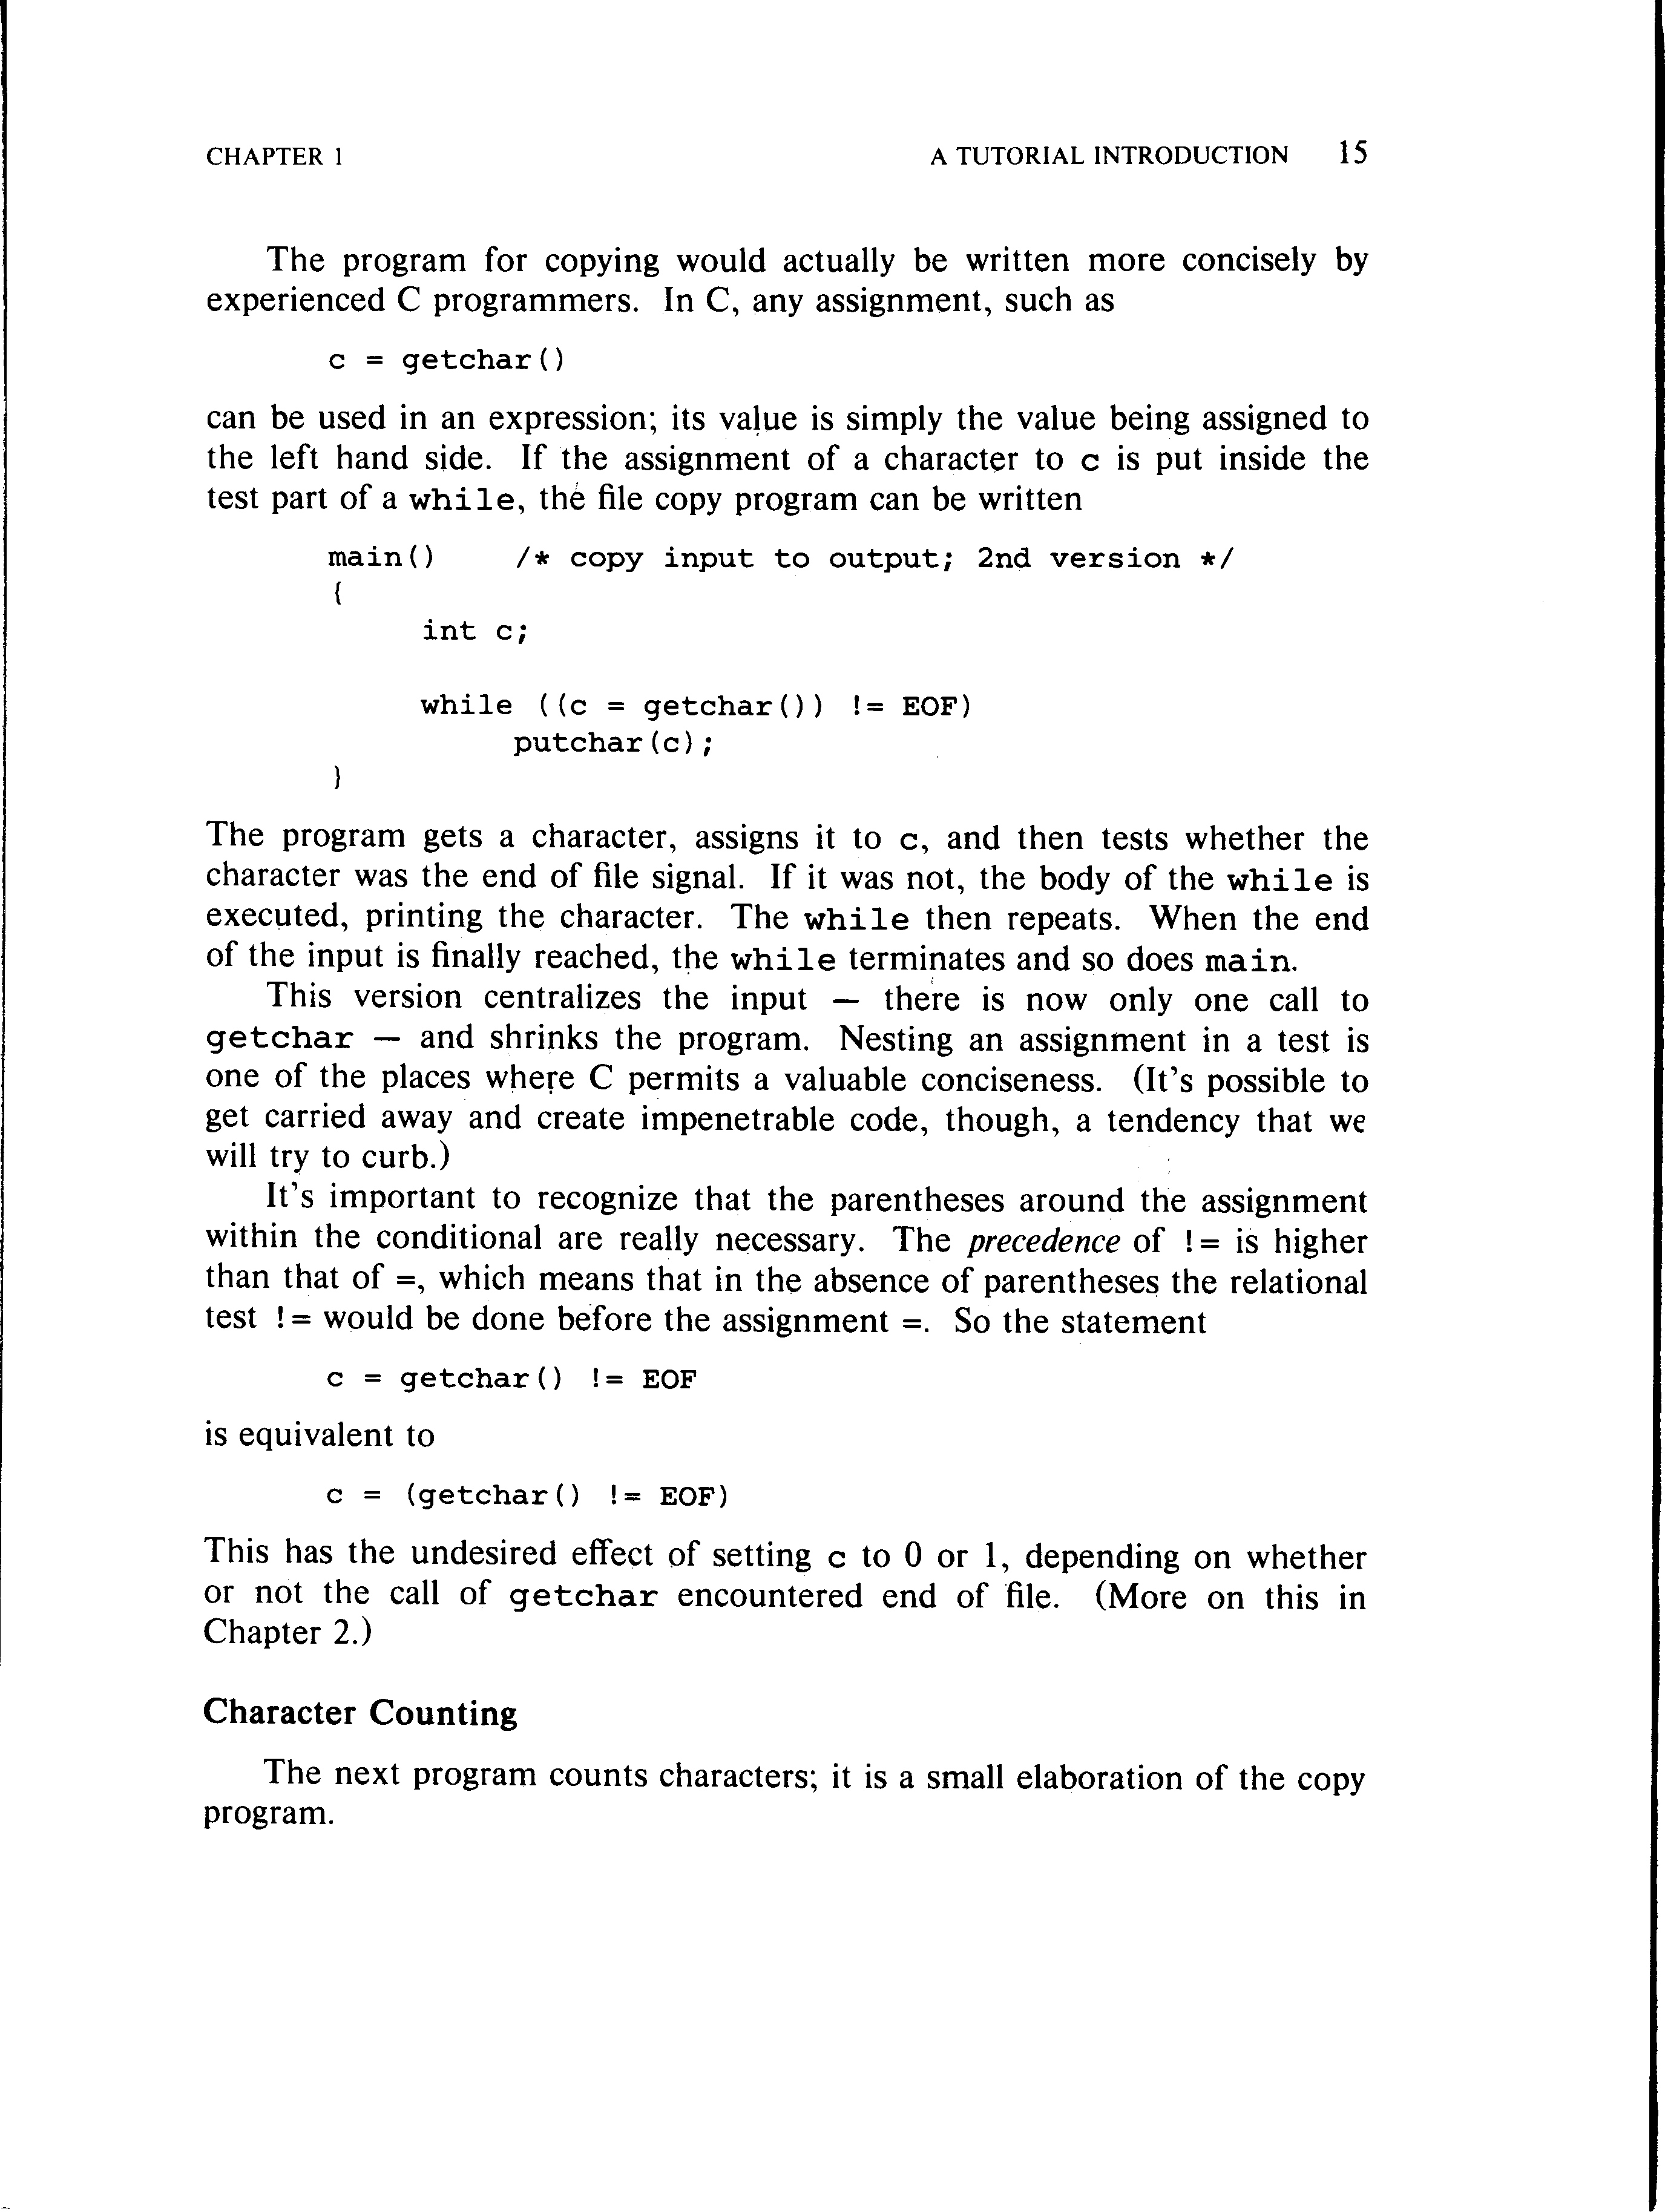 CHAPTER 1 A TUTORIAL INTRODUCTION 15
The program for copying would actually be written more concisely by
experienced C programmers. In C, any assignment, such as
c = getchar()
can be used in an expression; its value is simply the value being assigned to
the left hand side. If the assignment of a character to c is put inside the
test part of a while, the file copy program can be written
main() /* copy input to output; 2nd version */
{
int c;
while ((c = getchar()) != EOF)
putchar(c);
}
The program gets a character, assigns it to c, and then tests whether the
character was the end of file signal. If it was not, the body of the while is
executed, printing the character. The while then repeats. When the end
of the input is finally reached, the while terminates and so does main.
This version centralizes the input — there is now only one call to
getchar — and shrinks the program. Nesting an assignment in a test is
one of the places where C permits a valuable conciseness. (It's possible to
get carried away and create impenetrable code, though, a tendency that we
will try to curb.)
It's important to recognize that the parentheses around the assignment
within the conditional are really necessary. The precedence of != is higher
than that of =, which means that in the absence of parentheses the relational
test != would be done before the assignment =. So the statement
c = getchar() != EOF
is equivalent to
c = (getchar() != EOF)
This has the undesired effect of setting c to 0 or 1, depending on whether
or not the call of getchar encountered end of file. (More on this in
Chapter 2.)
Character Counting
The next program counts characters; it is a small elaboration of the copy
program.